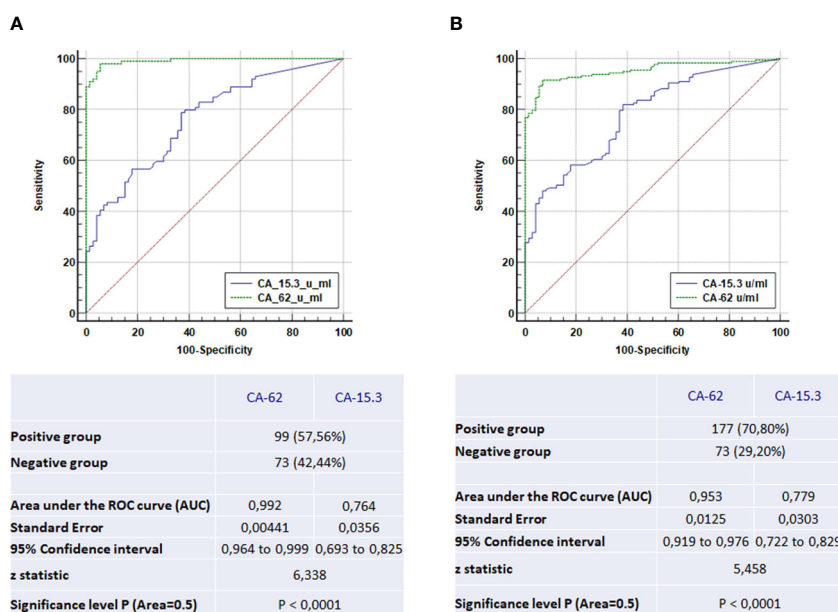 A
100
80
60
40
20
0
Sensitivity
CA_15.3_u_ml
CA_62_u_ml
0 20 40 60 80 100
100-Specificity
CA-62 CA-15.3
Positive group 99 (57,56%)
Negative group 73 (42,44%)
Area under the ROC curve (AUC) 0,992 0,764
Standard Error 0,00441 0,0356
95% Confidence interval 0,964 to 0,999 0,693 to 0,825
z statistic 6,338
Significance level P (Area=0.5) P < 0,0001
B
100
80
60
40
20
0
Sensitivity
CA-15.3 u/ml
CA-62 u/ml
0 20 40 60 80 100
100-Specificity
CA-62 CA-15.3
Positive group 177 (70,80%)
Negative group 73 (29,20%)
Area under the ROC curve (AUC) 0,953 0,779
Standard Error 0,0125 0,0303
95% Confidence interval 0,919 to 0,976 0,722 to 0,829
z statistic 5,458
Significance level P (Area=0.5) P < 0,0001